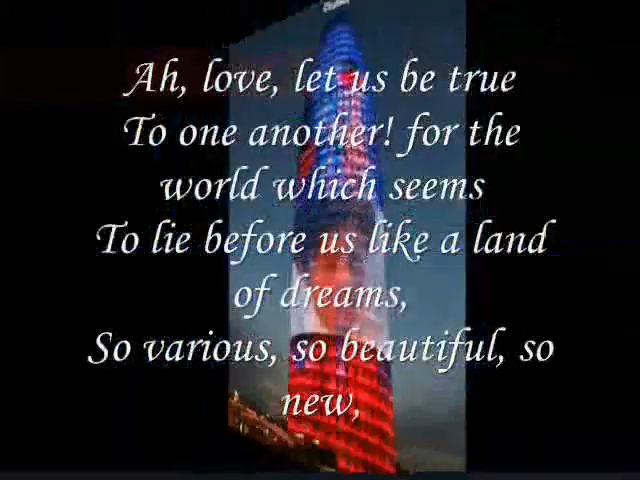 Ah, love, let us be true
To one another! for the
world which seems
To lie before us like a land
of dreams,
So various, so beautiful, so
new,